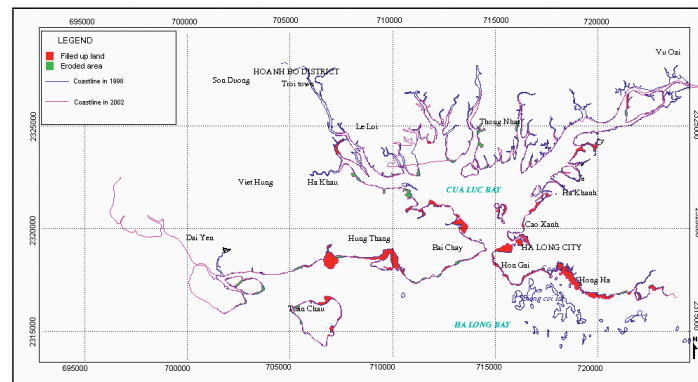 695000 700000 705000 710000 715000 720000
LEGEND
Filled up land
Eroded area
Coastline in 1998
Coastline in 2002
Vu Oai
HOANH BO DISTRICT
Troi town
Son Duong
2325000
2325000
Le Loi
Thong Nhat
Viet Hung
Ha Khau
CUA LUC BAY
Ha Khanh
2320000
Cao Xanh
Dai Yen
Hung Thang
Bai Chay
HA LONG CITY
Hon Gai
Hong Ha
Tuan Chau
2315000
2315000
HA LONG BAY
N
695000 700000 705000 710000 715000 720000